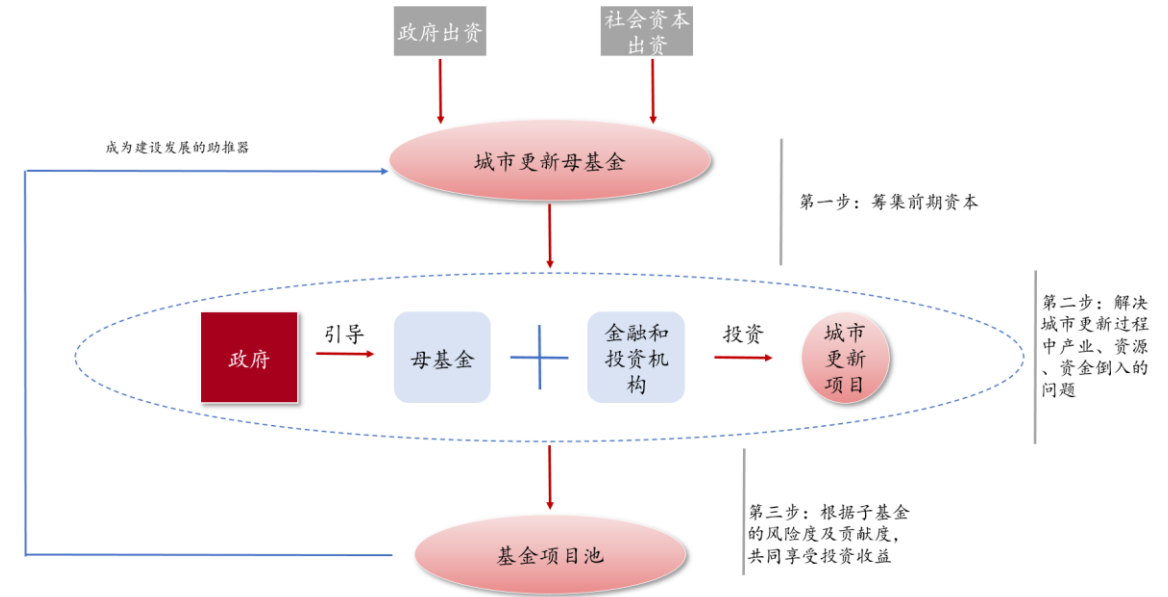 政府出资
社会资本
出资
成为建设发展的助推器
城市更新母基金
第一步：筹集前期资本
政府
引导
母基金
金融和
投资机
构
投资
城市
更新
项目
第二步：解决
城市更新过程
中产业、资源
、资金倒入的
问题
第三步：根据子基金
的风险度及贡献度，
共同享受投资收益
基金项目池